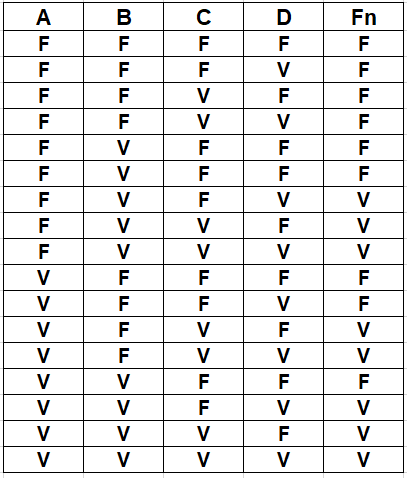 A B C D Fn
F F F F F
F F F V F
F F V F F
F F V V F
F V F F F
F V F F F
F V F V V
F V V F V
F V V V V
V F F F F
V F F V F
V F V F V
V F V V V
V V F F F
V V F V V
V V V F V
V V V V V